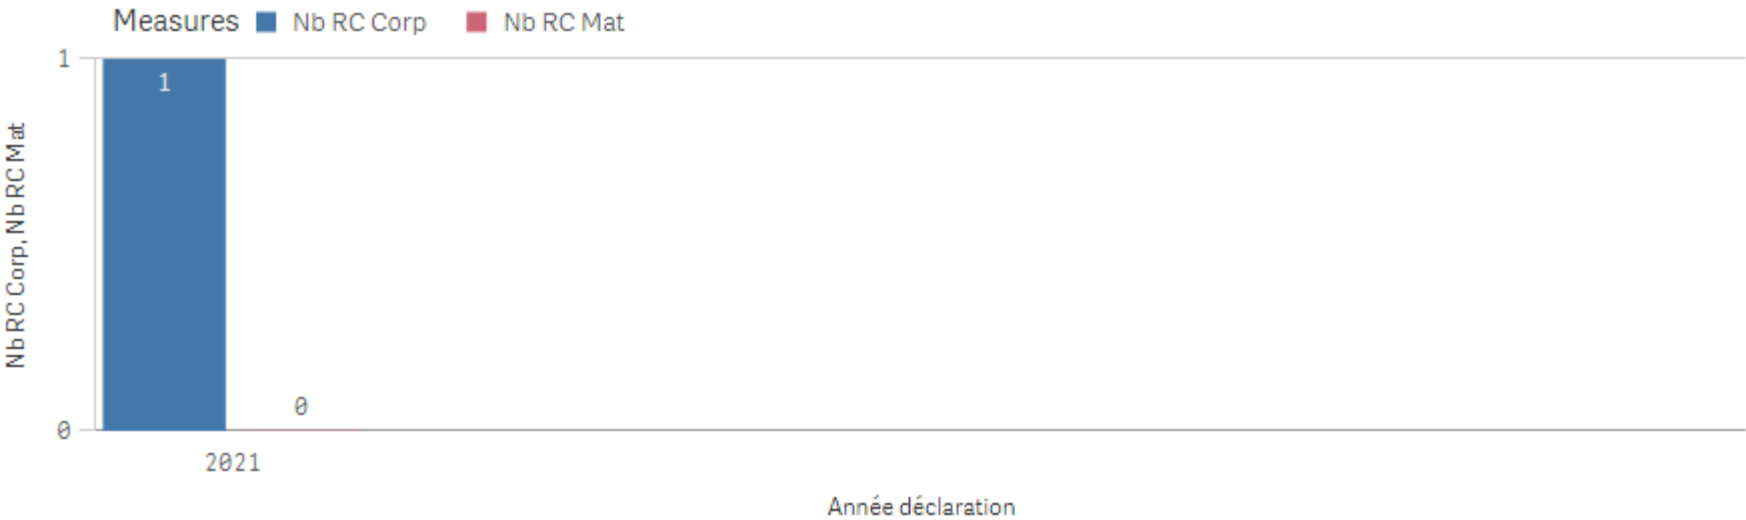 Measures Nb RC Corp Nb RC Mat
1
1
Nb RC Corp, Nb RC Mat
0
0
2021
Année déclaration